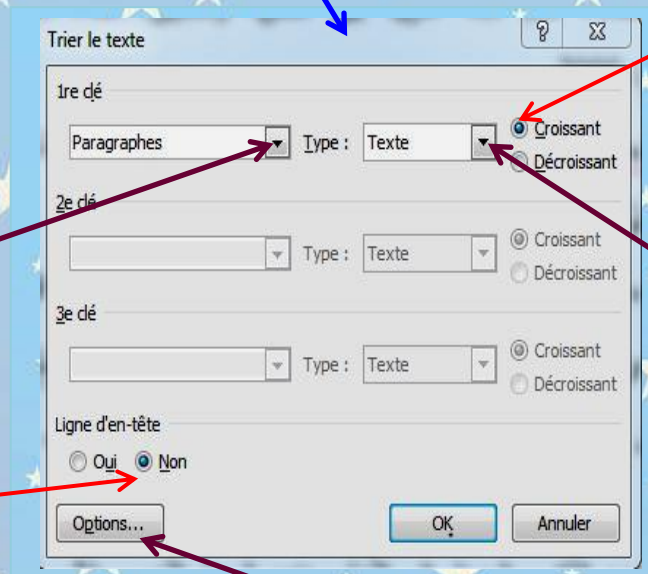 Trier le texte
1re clé
Paragraphes Type : Texte Croissant
Décroissant
2e clé
Type : Texte Croissant
Décroissant
3e clé
Type : Texte Croissant
Décroissant
Ligne d'en-tête
Oui Non
Options... OK Annuler